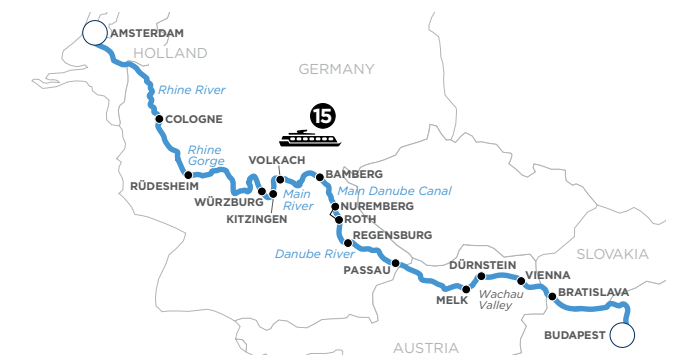 AMSTERDAM
HOLLAND
GERMANY
Rhine River
15
COLOGNE
Rhine
Gorge
VOLKACH
BAMBERG
RÜDESHEIM
Main Danube Canal
WÜRZBURG
Main
River
NUREMBERG
KITZINGEN
ROTH
REGENSBURG
Danube River
SLOVAKIA
PASSAU
DÜRNSTEIN
VIENNA
MELK
Wachau
Valley
BRATISLAVA
BUDAPEST
AUSTRIA